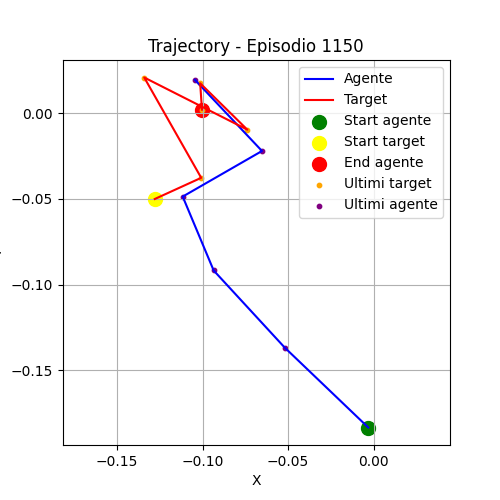 Trajectory - Episodio 1150
Agente
Target
Start agente
Start target
End agente
Ultimi target
Ultimi agente
0.00
−0.05
−0.10
−0.15
−0.15
−0.10
−0.05
0.00
X